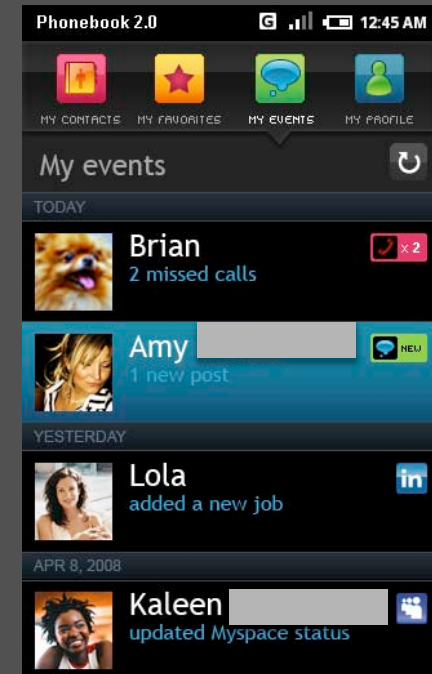 Phonebook 2.0 G 12:45 AM
MY CONTACTS MY FAVORITES MY EVENTS MY PROFILE
My events
TODAY
Brian
x 2
2 missed calls
Amy
NEW
1 new post
YESTERDAY
Lola
in
added a new job
APR 8, 2008
Kaleen
updated Myspace status